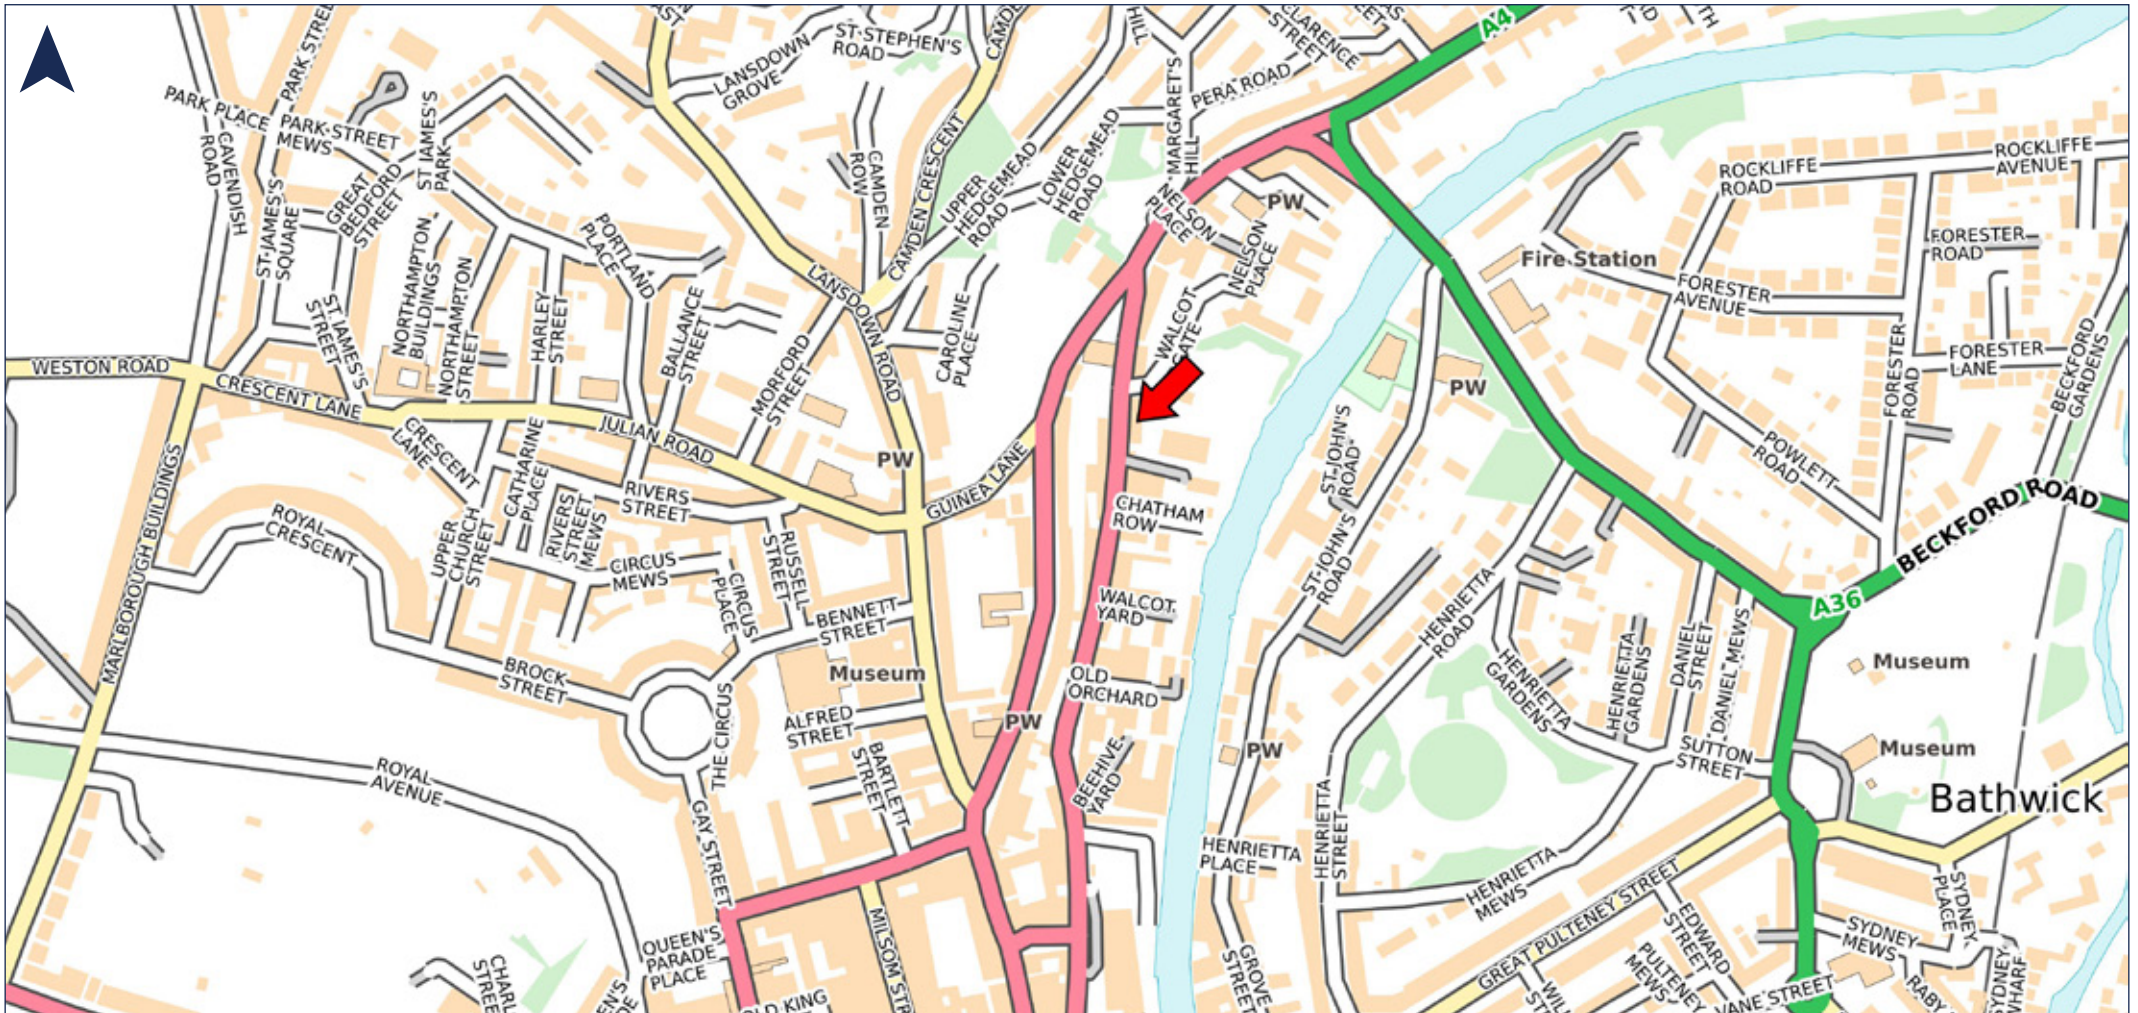 PARK STREET
LANSDOWN
GROVE
ST STEPHEN'S
ROAD
HILL
CLARENCE
STREET
A4
PERA ROAD
MARGARET'S
HILL
PARK PLACE
PARK STREET
MEWS
CAVENDISH
ROAD
ST JAMES'S
PARK
ST JAMES'S
SQUARE
GREAT
BEDFORD
STREET
CAMDEN
ROW
CAMDEN CRESCENT
UPPER
HEDGEMEAD
ROAD
LOWER
HEDGEMEAD
ROAD
NELSON
PLACE
PW
NELSON
PLACE
ROCKLIFFE
ROAD
ROCKLIFFE
AVENUE
FORESTER
ROAD
Fire Station
FORESTER
AVENUE
FORESTER
ROAD
FORESTER
LANE
BECKFORD
GARDENS
NORTHAMPTON
BUILDINGS
NORTHAMPTON
STREET
PORTLAND
PLACE
HARLEY
STREET
BALLANCE
STREET
LANSDOWN ROAD
CAROLINE
PLACE
WALCOT
GATE
ST. JAMES'S
STREET
MORFORD
STREET
WESTON ROAD
CRESCENT LANE
CRESCENT
LANE
JULIAN ROAD
PW
GUINEA LANE
PW
ST-JOHN'S
ROAD
POWLETT
ROAD
BECKFORD ROAD
A36
MARLBOROUGH BUILDINGS
CATHARINE
PLACE
RIVERS
STREET
RIVERS
STREET
MEWS
ROYAL
CRESCENT
UPPER
CHURCH
STREET
CIRCUS
MEWS
CIRCUS
PLACE
RUSSELL
STREET
BENNETT
STREET
CHATHAM
ROW
WALCOT
YARD
OLD
ORCHARD
BEEHIVE
YARD
ST-JOHN'S
ROAD
HENRIETTA
ROAD
HENRIETTA
GARDENS
HENRIETTA
GARDENS
DANIEL
STREET
DANIEL MEWS
SUTTON
STREET
Museum
Museum
Bathwick
BROCK
STREET
THE CIRCUS
Museum
ALFRED
STREET
BARTLETT
STREET
PW
PW
ROYAL
AVENUE
GAY STREET
HENRIETTA
PLACE
HENRIETTA
STREET
HENRIETTA
MEWS
GREAT PULTENEY STREET
EDWARD
STREET
PULTENEY
MEWS
VANE STREET
SYDNEY
MEWS
SYDNEY
PLACE
SYDNEY
WHARF
RABY
QUEEN'S
PARADE
PLACE
MILSOM STR
GROVE
STREET
OLD KING